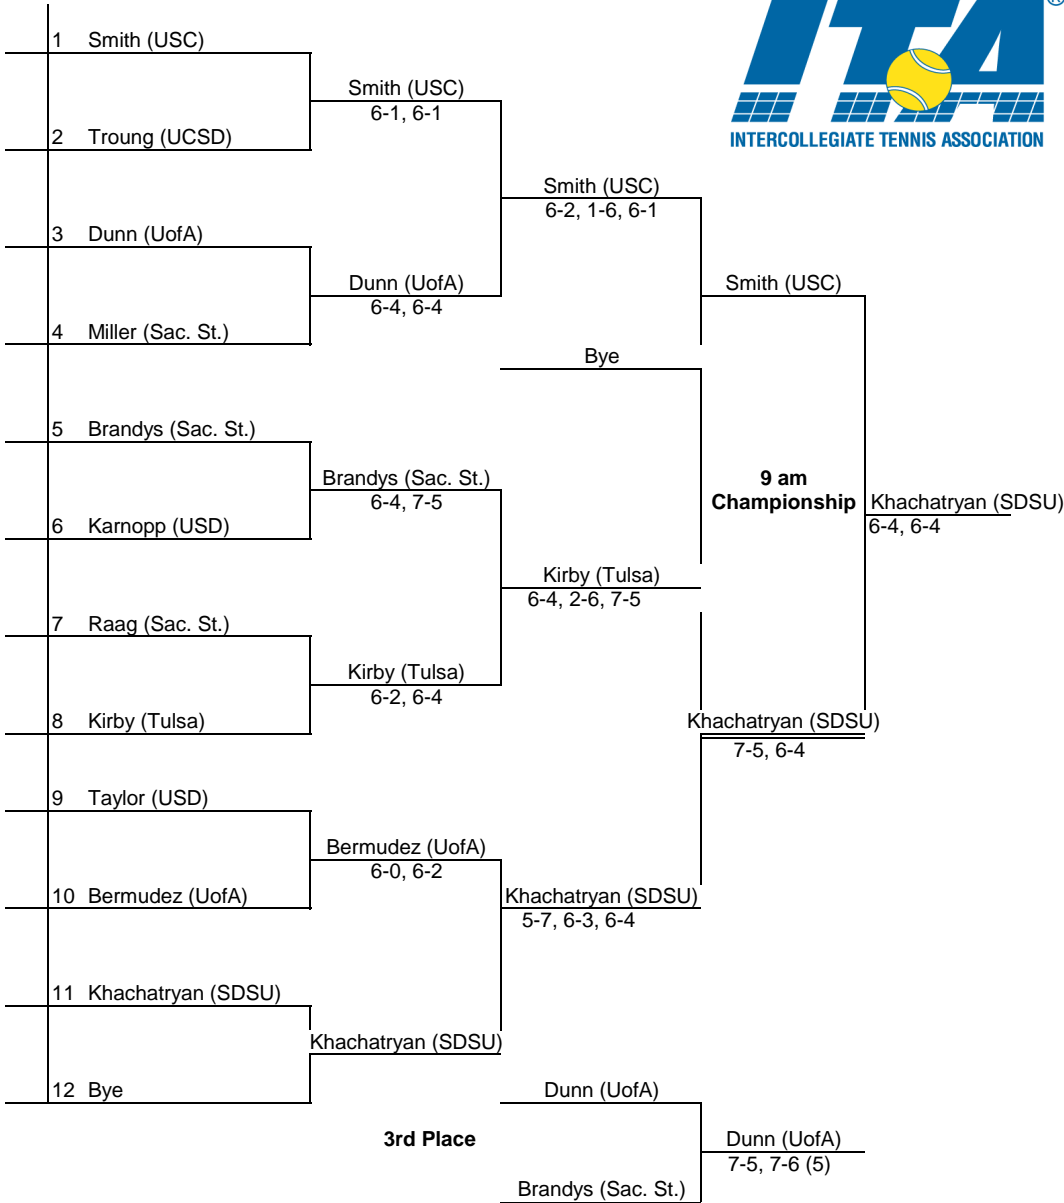 ITA®
INTERCOLLEGIATE TENNIS ASSOCIATION
1 Smith (USC)
Smith (USC)
6-1, 6-1
2 Troung (UCSD)
Smith (USC)
6-2, 1-6, 6-1
3 Dunn (UofA)
Dunn (UofA)
6-4, 6-4
Smith (USC)
4 Miller (Sac. St.)
Bye
5 Brandys (Sac. St.)
Brandys (Sac. St.)
6-4, 7-5
9 am
Championship
Khachatryan (SDSU)
6-4, 6-4
6 Karnopp (USD)
Kirby (Tulsa)
6-4, 2-6, 7-5
7 Raag (Sac. St.)
Kirby (Tulsa)
6-2, 6-4
8 Kirby (Tulsa)
Khachatryan (SDSU)
7-5, 6-4
9 Taylor (USD)
Bermudez (UofA)
6-0, 6-2
10 Bermudez (UofA)
Khachatryan (SDSU)
5-7, 6-3, 6-4
11 Khachatryan (SDSU)
Khachatryan (SDSU)
12 Bye
Dunn (UofA)
3rd Place
Dunn (UofA)
7-5, 7-6 (5)
Brandys (Sac. St.)